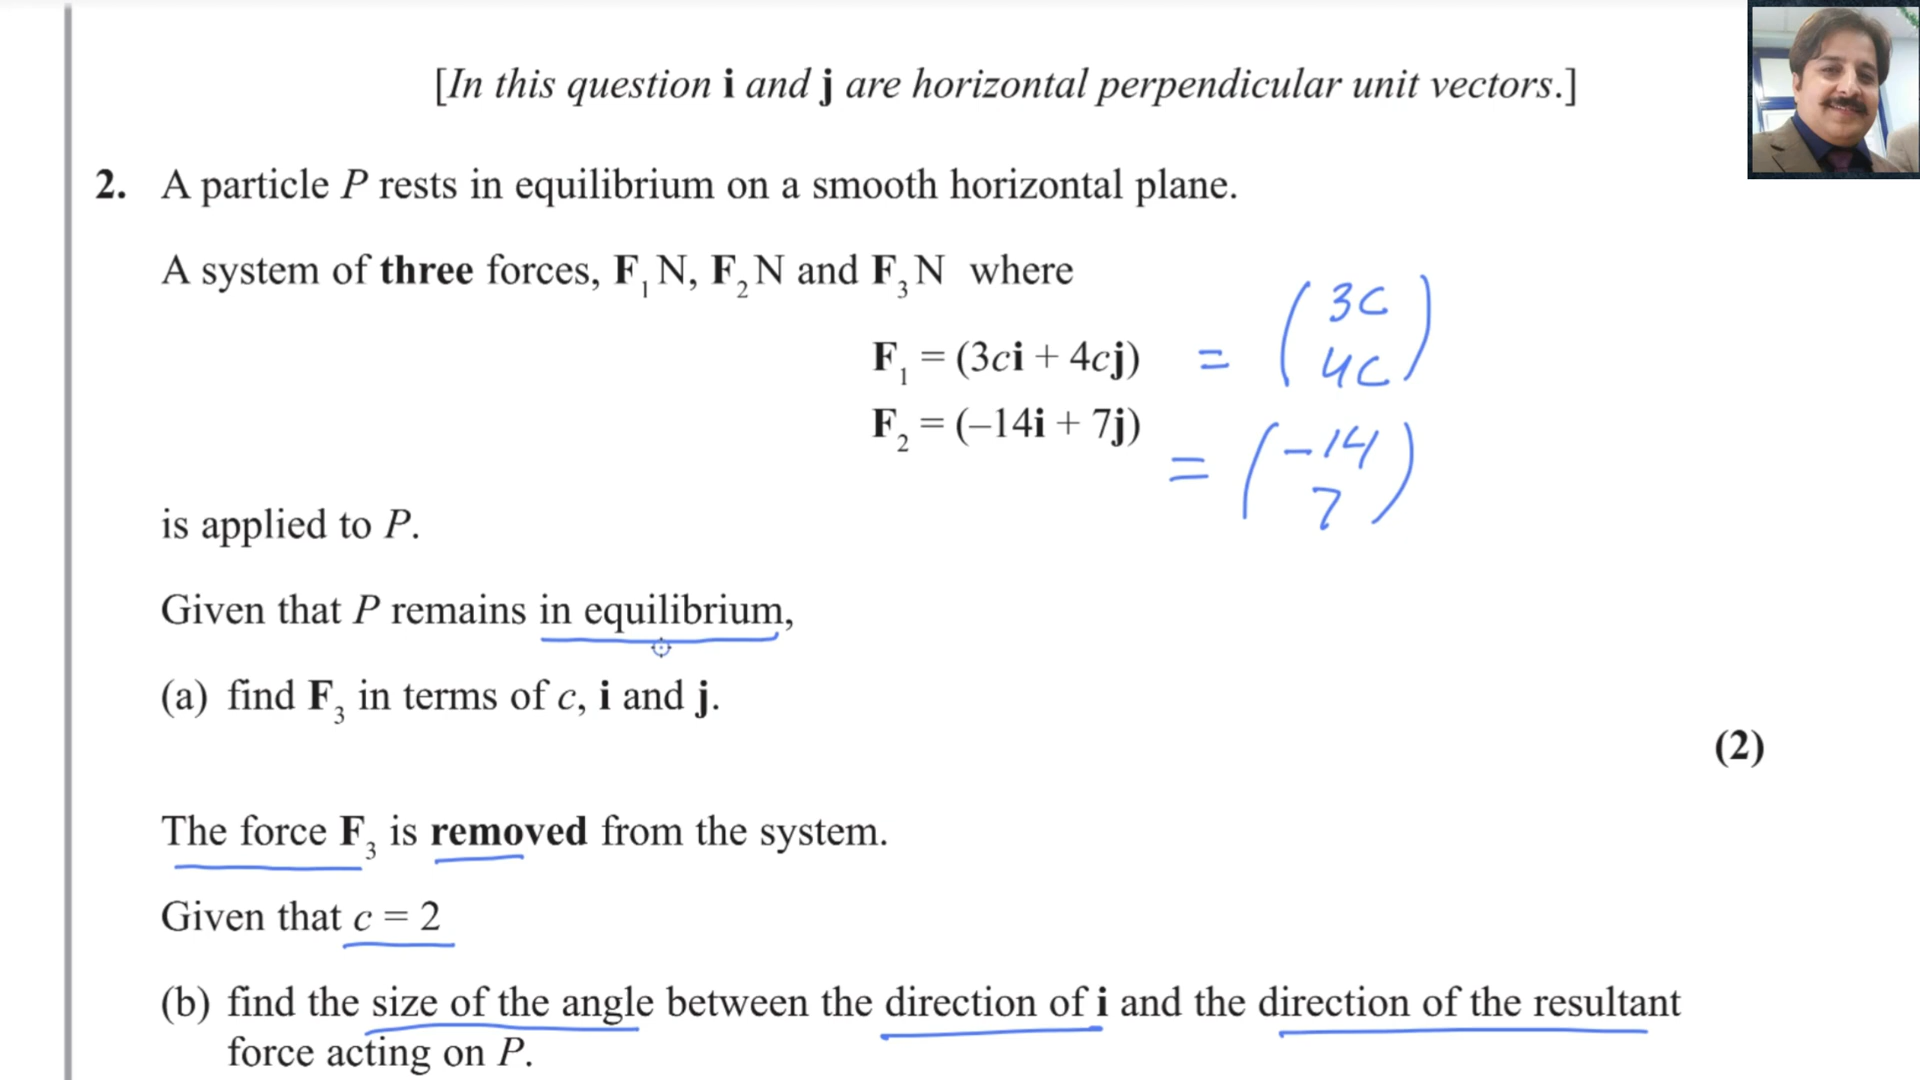 [In this question i and j are horizontal perpendicular unit vectors.]
2. A particle P rests in equilibrium on a smooth horizontal plane.
A system of three forces, F₁ N, F₂ N and F₃ N where
F₁ = (3ci + 4cj) = (3c
4c)
F₂ = (–14i + 7j) = (-14
7)
is applied to P.
Given that P remains in equilibrium,
(a) find F₃ in terms of c, i and j.
(2)
The force F₃ is removed from the system.
Given that c = 2
(b) find the size of the angle between the direction of i and the direction of the resultant
force acting on P.